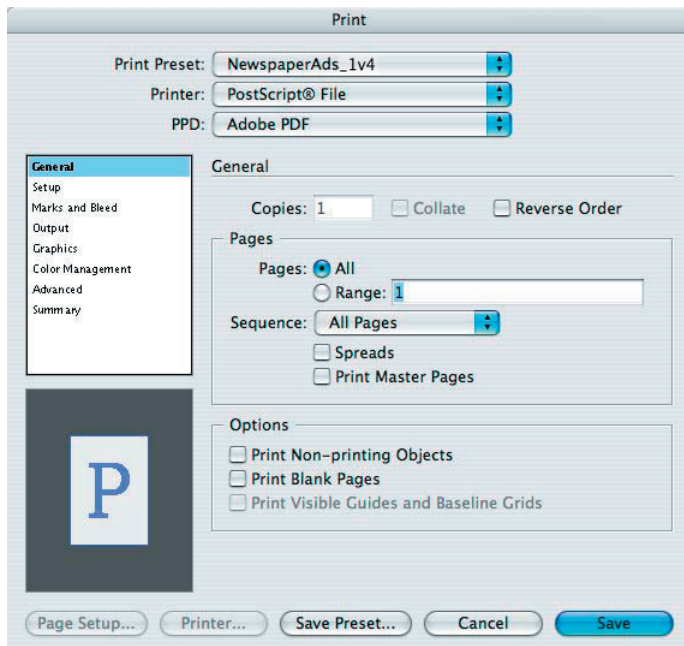 Print
Print Preset: NewspaperAds_1v4
Printer: PostScript® File
PPD: Adobe PDF
General
Setup
Marks and Bleed
Output
Graphics
Color Management
Advanced
Summary
General
Copies: 1 Collate Reverse Order
Pages
Pages: All
Range: 1
Sequence: All Pages
Spreads
Print Master Pages
Options
Print Non-printing Objects
Print Blank Pages
Print Visible Guides and Baseline Grids
P
Page Setup... Printer... Save Preset... Cancel Save